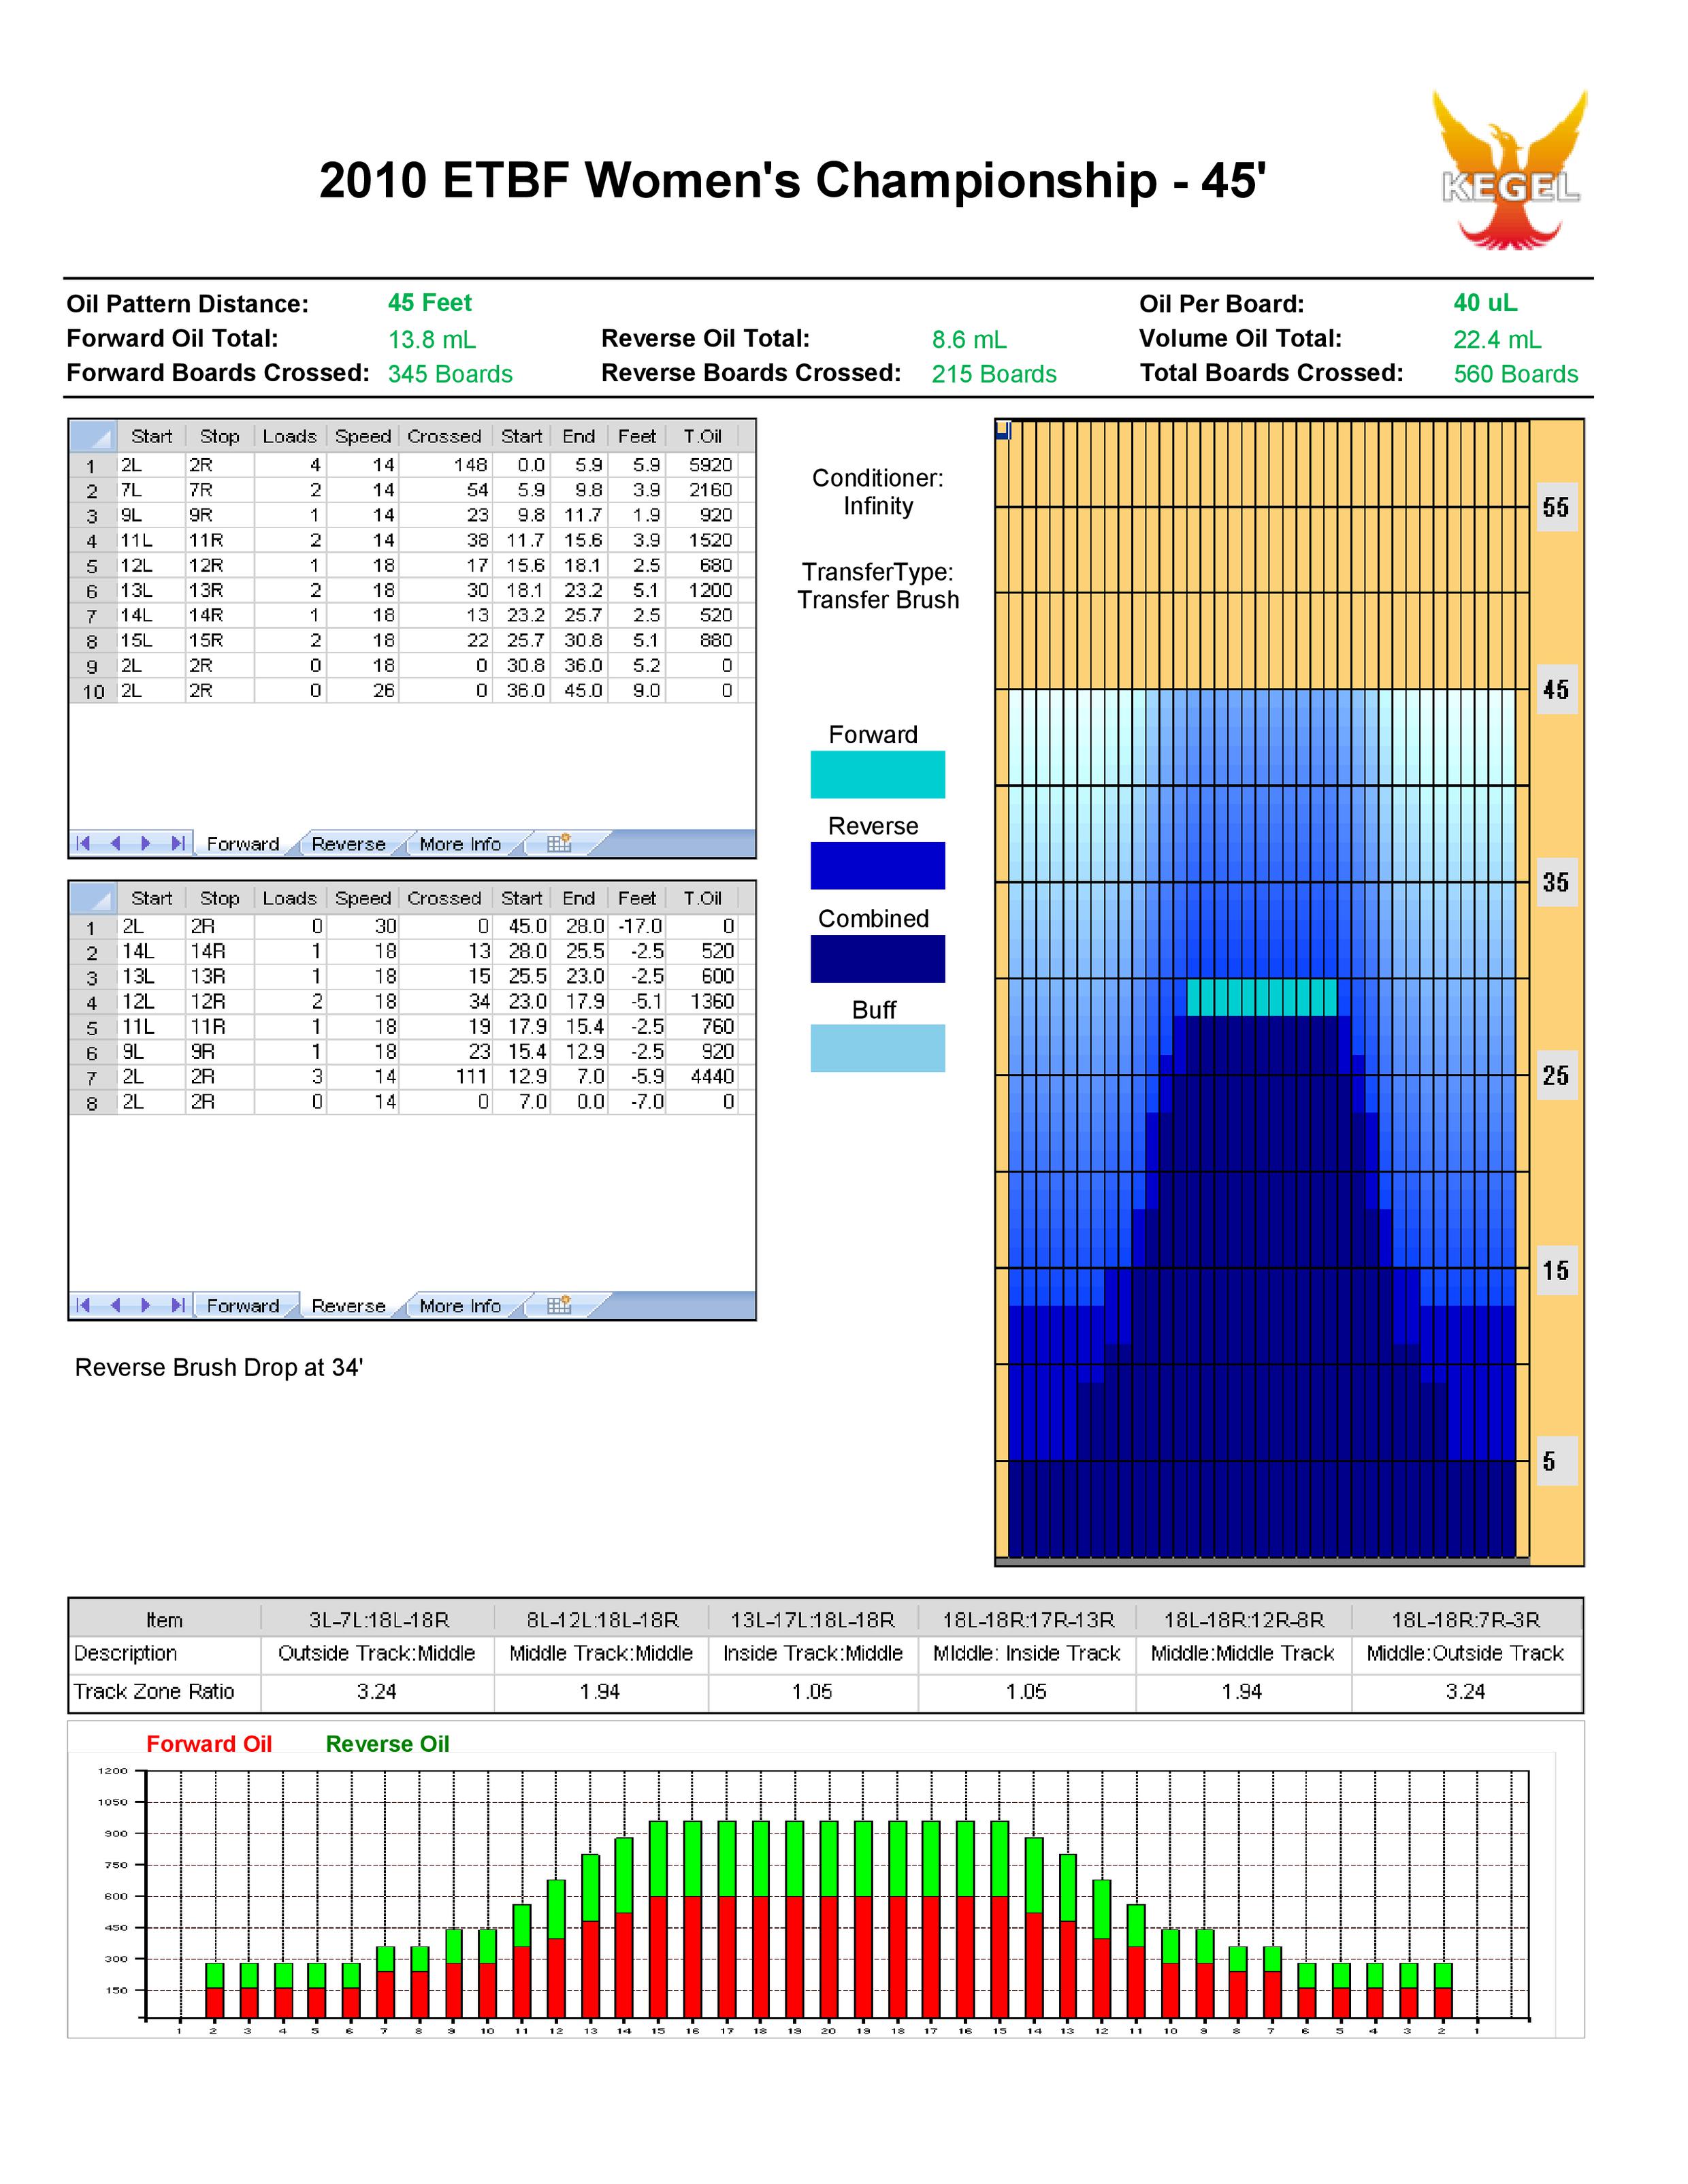 2010 ETBF Women's Championship - 45'
KEGEL
Oil Pattern Distance: 45 Feet Oil Per Board: 40 uL
Forward Oil Total: 13.8 mL Reverse Oil Total: 8.6 mL Volume Oil Total: 22.4 mL
Forward Boards Crossed: 345 Boards Reverse Boards Crossed: 215 Boards Total Boards Crossed: 560 Boards
Start Stop Loads Speed Crossed Start End Feet T.Oil
1 2L 2R 4 14 148 0.0 5.9 5.9 5920
2 7L 7R 2 14 54 5.9 9.8 3.9 2160
3 9L 9R 1 14 23 9.8 11.7 1.9 920
4 11L 11R 2 14 38 11.7 15.6 3.9 1520
5 12L 12R 1 18 17 15.6 18.1 2.5 680
6 13L 13R 2 18 30 18.1 23.2 5.1 1200
7 14L 14R 1 18 13 23.2 25.7 2.5 520
8 15L 15R 2 18 22 25.7 30.8 5.1 880
9 2L 2R 0 18 0 30.8 36.0 5.2 0
10 2L 2R 0 26 0 36.0 45.0 9.0 0
Forward Reverse More Info
Start Stop Loads Speed Crossed Start End Feet T.Oil
1 2L 2R 0 30 0 45.0 28.0 -17.0 0
2 14L 14R 1 18 13 28.0 25.5 -2.5 520
3 13L 13R 1 18 15 25.5 23.0 -2.5 600
4 12L 12R 2 18 34 23.0 17.9 -5.1 1360
5 11L 11R 1 18 19 17.9 15.4 -2.5 760
6 9L 9R 1 18 23 15.4 12.9 -2.5 920
7 2L 2R 3 14 111 12.9 7.0 -5.9 4440
8 2L 2R 0 14 0 7.0 0.0 -7.0 0
Forward Reverse More Info
Reverse Brush Drop at 34'
Conditioner:
Infinity
TransferType:
Transfer Brush
Forward
Reverse
Combined
Buff
55
45
35
25
15
5
Item 3L-7L:18L-18R 8L-12L:18L-18R 13L-17L:18L-18R 18L-18R:17R-13R 18L-18R:12R-8R 18L-18R:7R-3R
Description Outside Track:Middle Middle Track:Middle Inside Track:Middle MIddle: Inside Track Middle:Middle Track Middle:Outside Track
Track Zone Ratio 3.24 1.94 1.05 1.05 1.94 3.24
Forward Oil Reverse Oil
1200
1050
900
750
600
450
300
150
1 2 3 4 5 6 7 8 9 10 11 12 13 14 15 16 17 18 19 20 19 18 17 16 15 14 13 12 11 10 9 8 7 6 5 4 3 2 1